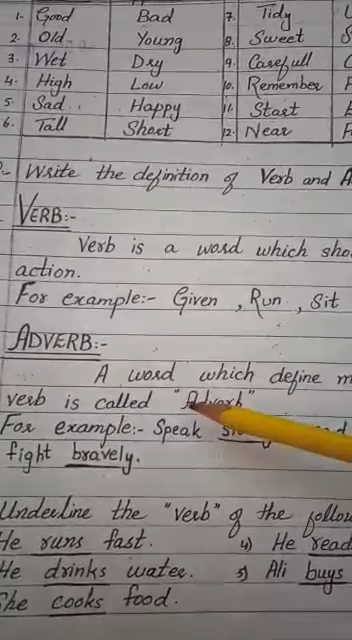 1- Good Bad 7. Tidy
2. Old Young 8. Sweet
3. Wet Dry 9. Carefull
4. High Low 10. Remember
5. Sad Happy 11. Start
6. Tall Short 12. Near
Write the definition of Verb and
VERB:-
Verb is a word which sho
action.
For example:- Given , Run , Sit
ADVERB:-
A word which define m
verb is called "Adverb"
For example:- Speak
fight bravely.
Underline the "verb" of the follow
He runs fast. 4) He read
He drinks water. 5) Ali buys
She cooks food.